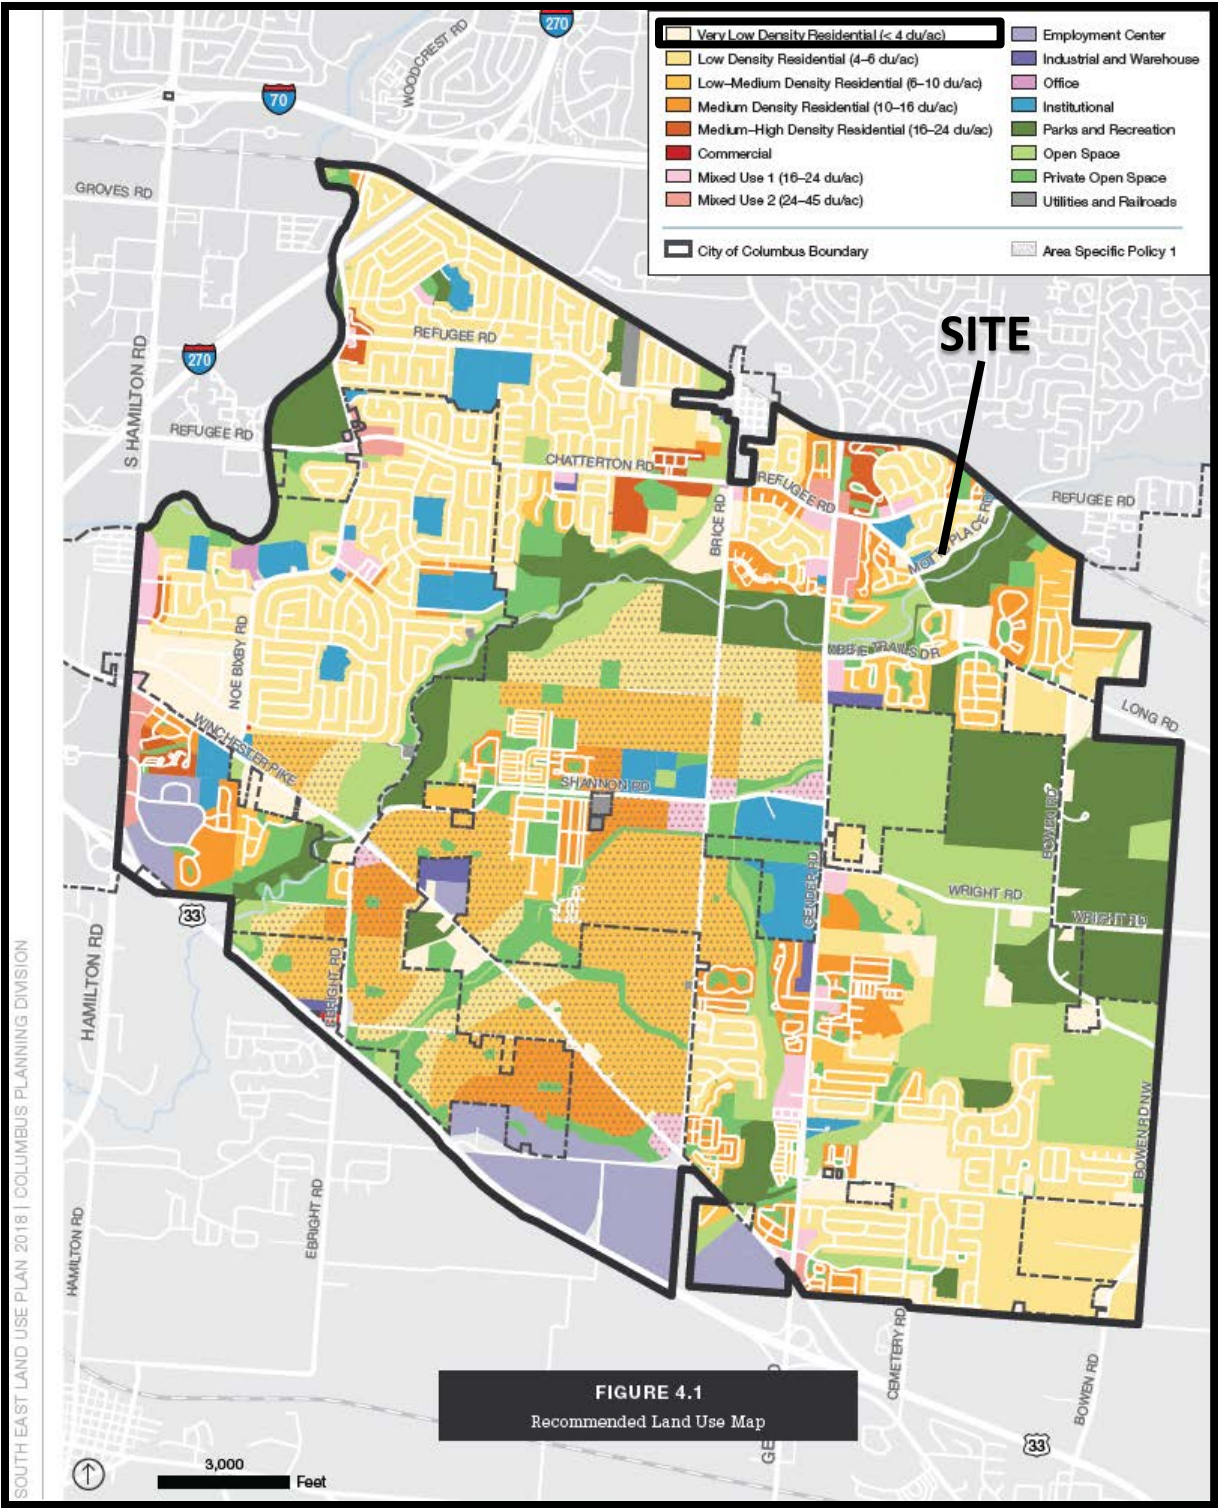 270
WOODCREST RD
70
GROVES RD
Very Low Density Residential (< 4 du/ac)
Low Density Residential (4–6 du/ac)
Low–Medium Density Residential (6–10 du/ac)
Medium Density Residential (10–16 du/ac)
Medium–High Density Residential (16–24 du/ac)
Commercial
Mixed Use 1 (16–24 du/ac)
Mixed Use 2 (24–45 du/ac)
Employment Center
Industrial and Warehouse
Office
Institutional
Parks and Recreation
Open Space
Private Open Space
Utilities and Railroads
City of Columbus Boundary
Area Specific Policy 1
SITE
REFUGEE RD
270
S HAMILTON RD
REFUGEE RD
CHATTERTON RD
REFUGEE RD
REFUGEE RD
BRICE RD
PLACE RD
NOE BIXBY RD
TRAILS DR
LONG RD
WINCHESTER PIKE
SHANNON RD
BOWEN RD
GENDER RD
WRIGHT RD
WRIGHT RD
33
HAMILTON RD
EBRIGHT RD
BOWEN RD NW
EBRIGHT RD
HAMILTON RD
CEMETERY RD
BOWEN RD
33
FIGURE 4.1
Recommended Land Use Map
3,000
Feet
SOUTH EAST LAND USE PLAN 2018 | COLUMBUS PLANNING DIVISION